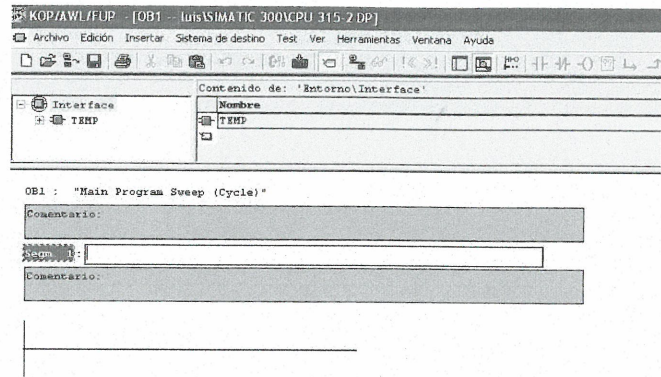 KOP/AWL/FUP - [OB1 -- luis\SIMATIC 300\CPU 315-2 DP]
Archivo Edición Insertar Sistema de destino Test Ver Herramientas Ventana Ayuda
Contenido de: 'Entorno\Interface'
Interface
Nombre
TEMP
TEMP
OB1 : "Main Program Sweep (Cycle)"
Comentario:
Segm. 1:
Comentario: